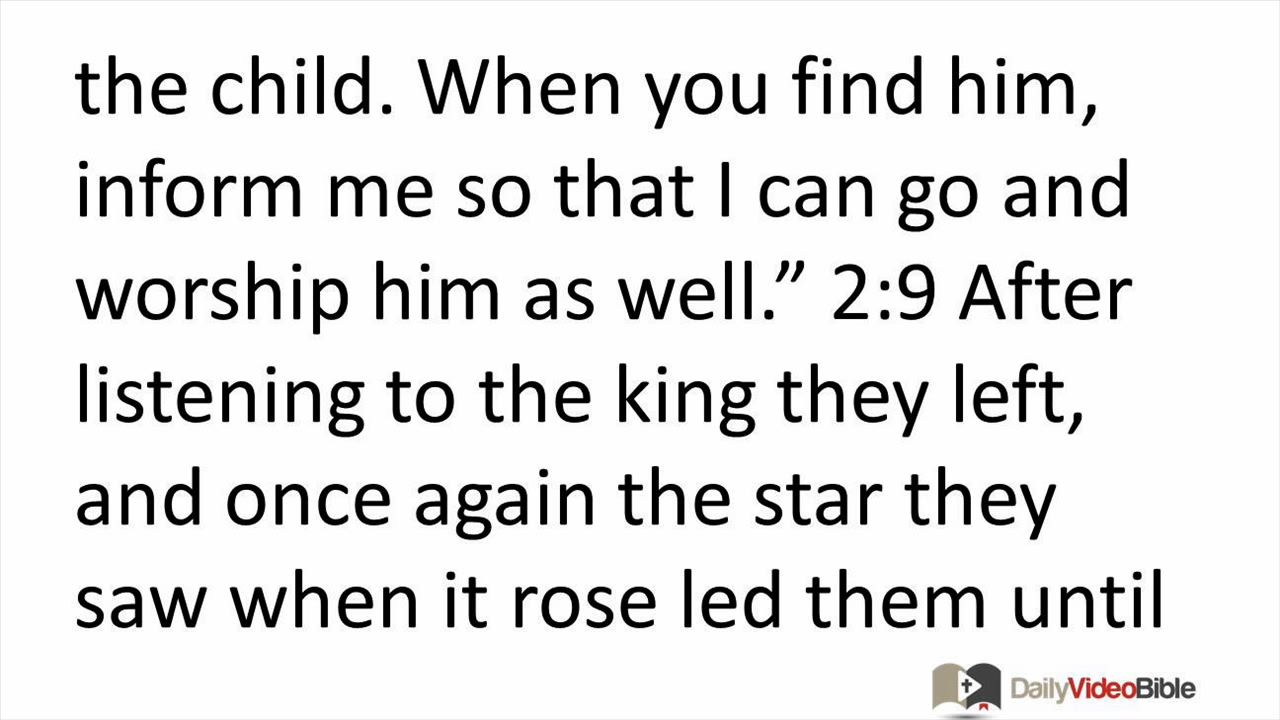 the child. When you find him,
inform me so that I can go and
worship him as well.” 2:9 After
listening to the king they left,
and once again the star they
saw when it rose led them until
DailyVideoBible